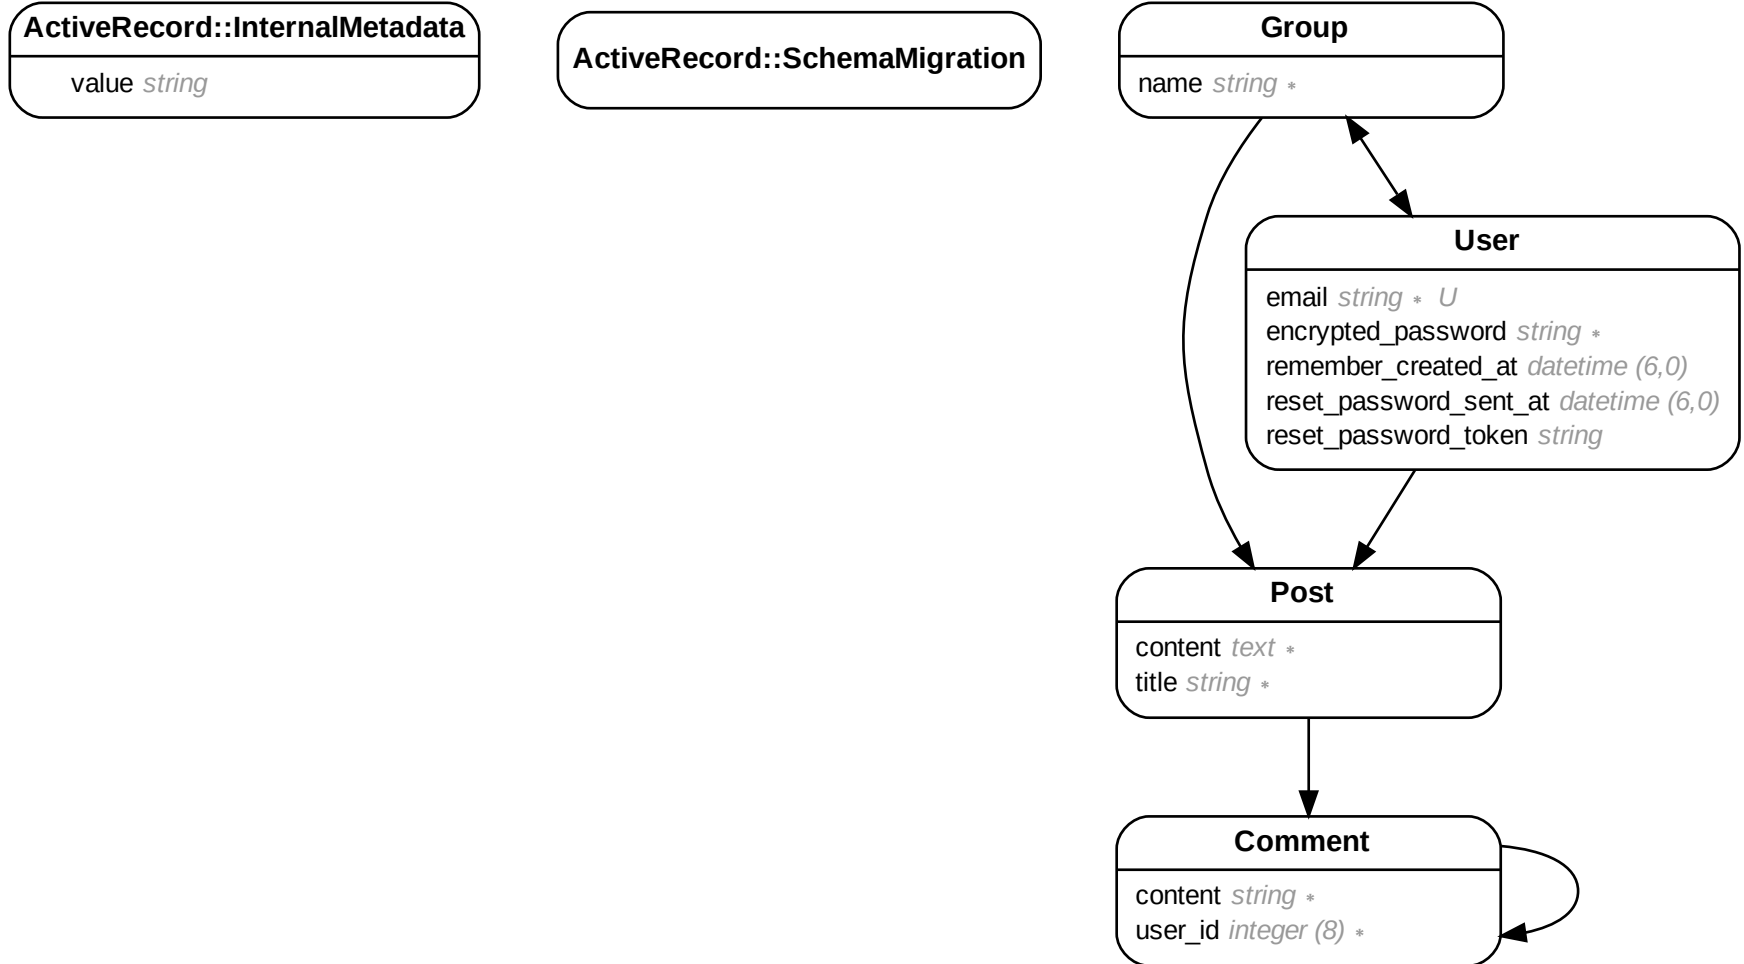 ActiveRecord::InternalMetadata
value string
ActiveRecord::SchemaMigration
Group
name string *
User
email string * U
encrypted_password string *
remember_created_at datetime (6,0)
reset_password_sent_at datetime (6,0)
reset_password_token string
Post
content text *
title string *
Comment
content string *
user_id integer (8) *